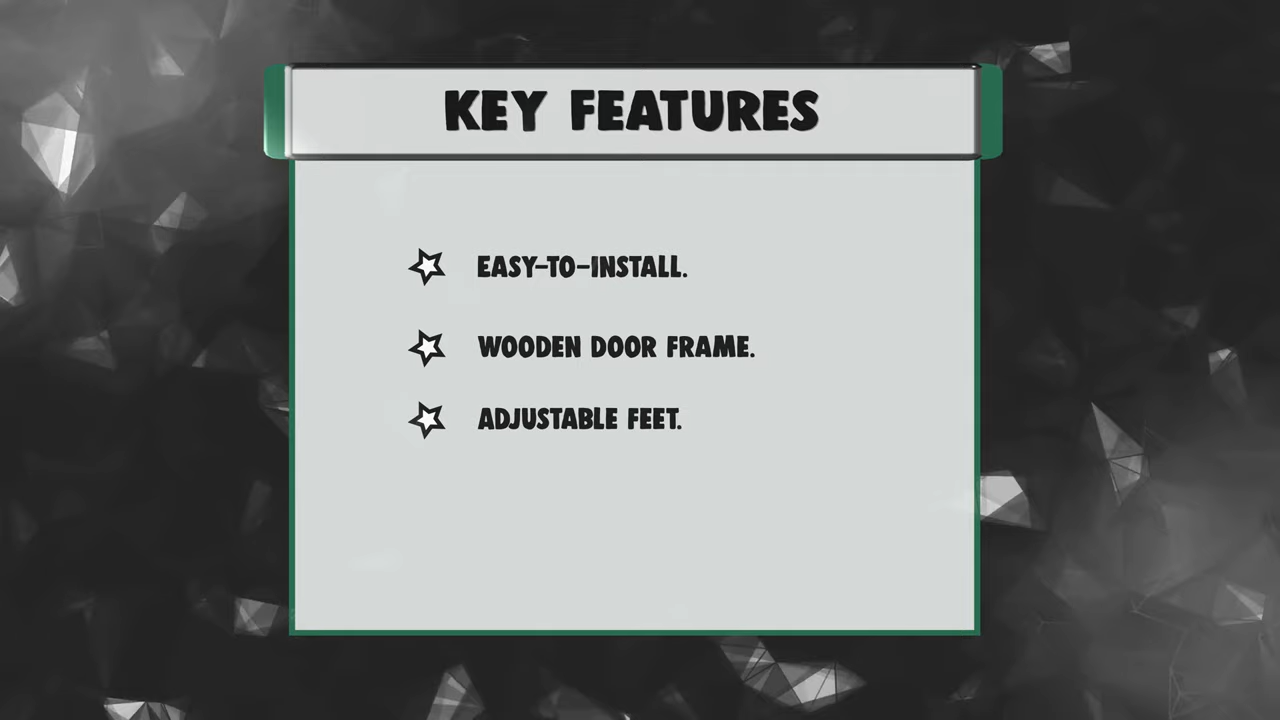 KEY FEATURES
EASY-TO-INSTALL.
WOODEN DOOR FRAME.
ADJUSTABLE FEET.